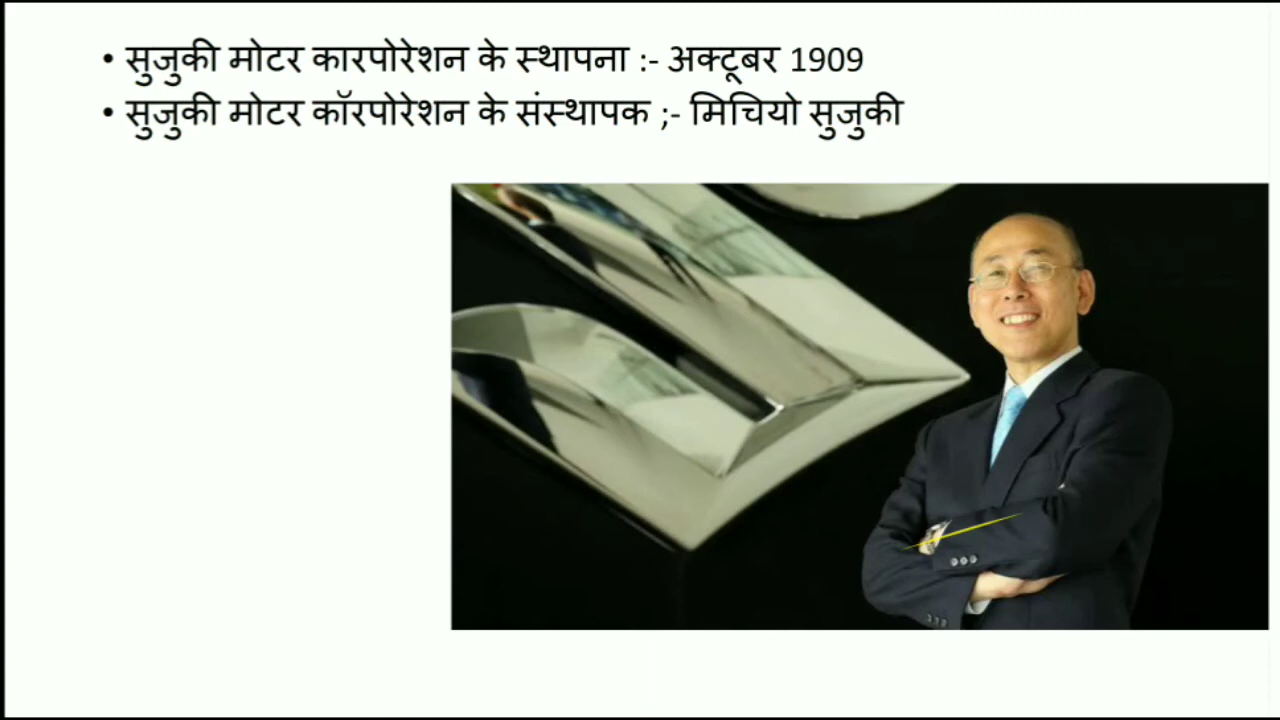 • सुजुकी मोटर कारपोरेशन के स्थापना :- अक्टूबर 1909
• सुजुकी मोटर कॉरपोरेशन के संस्थापक ;- मिचियो सुजुकी